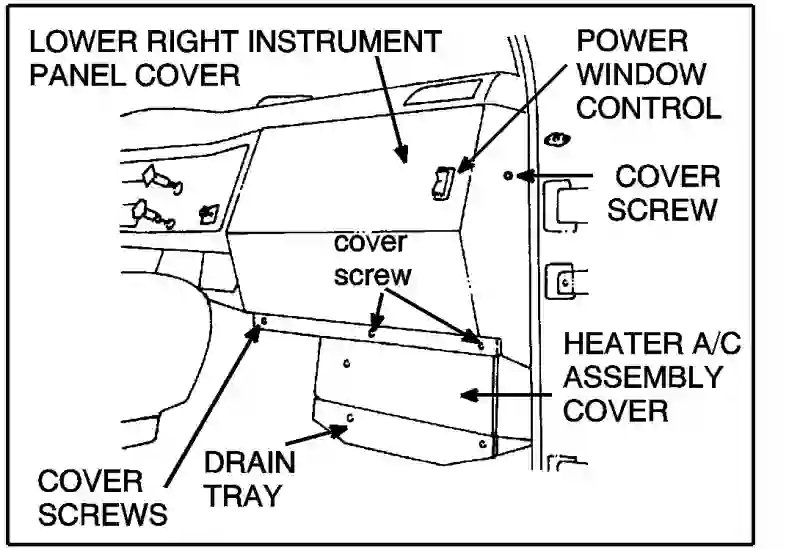 LOWER RIGHT INSTRUMENT
PANEL COVER
POWER
WINDOW
CONTROL
COVER
SCREW
cover
screw
HEATER A/C
ASSEMBLY
COVER
DRAIN
TRAY
COVER
SCREWS